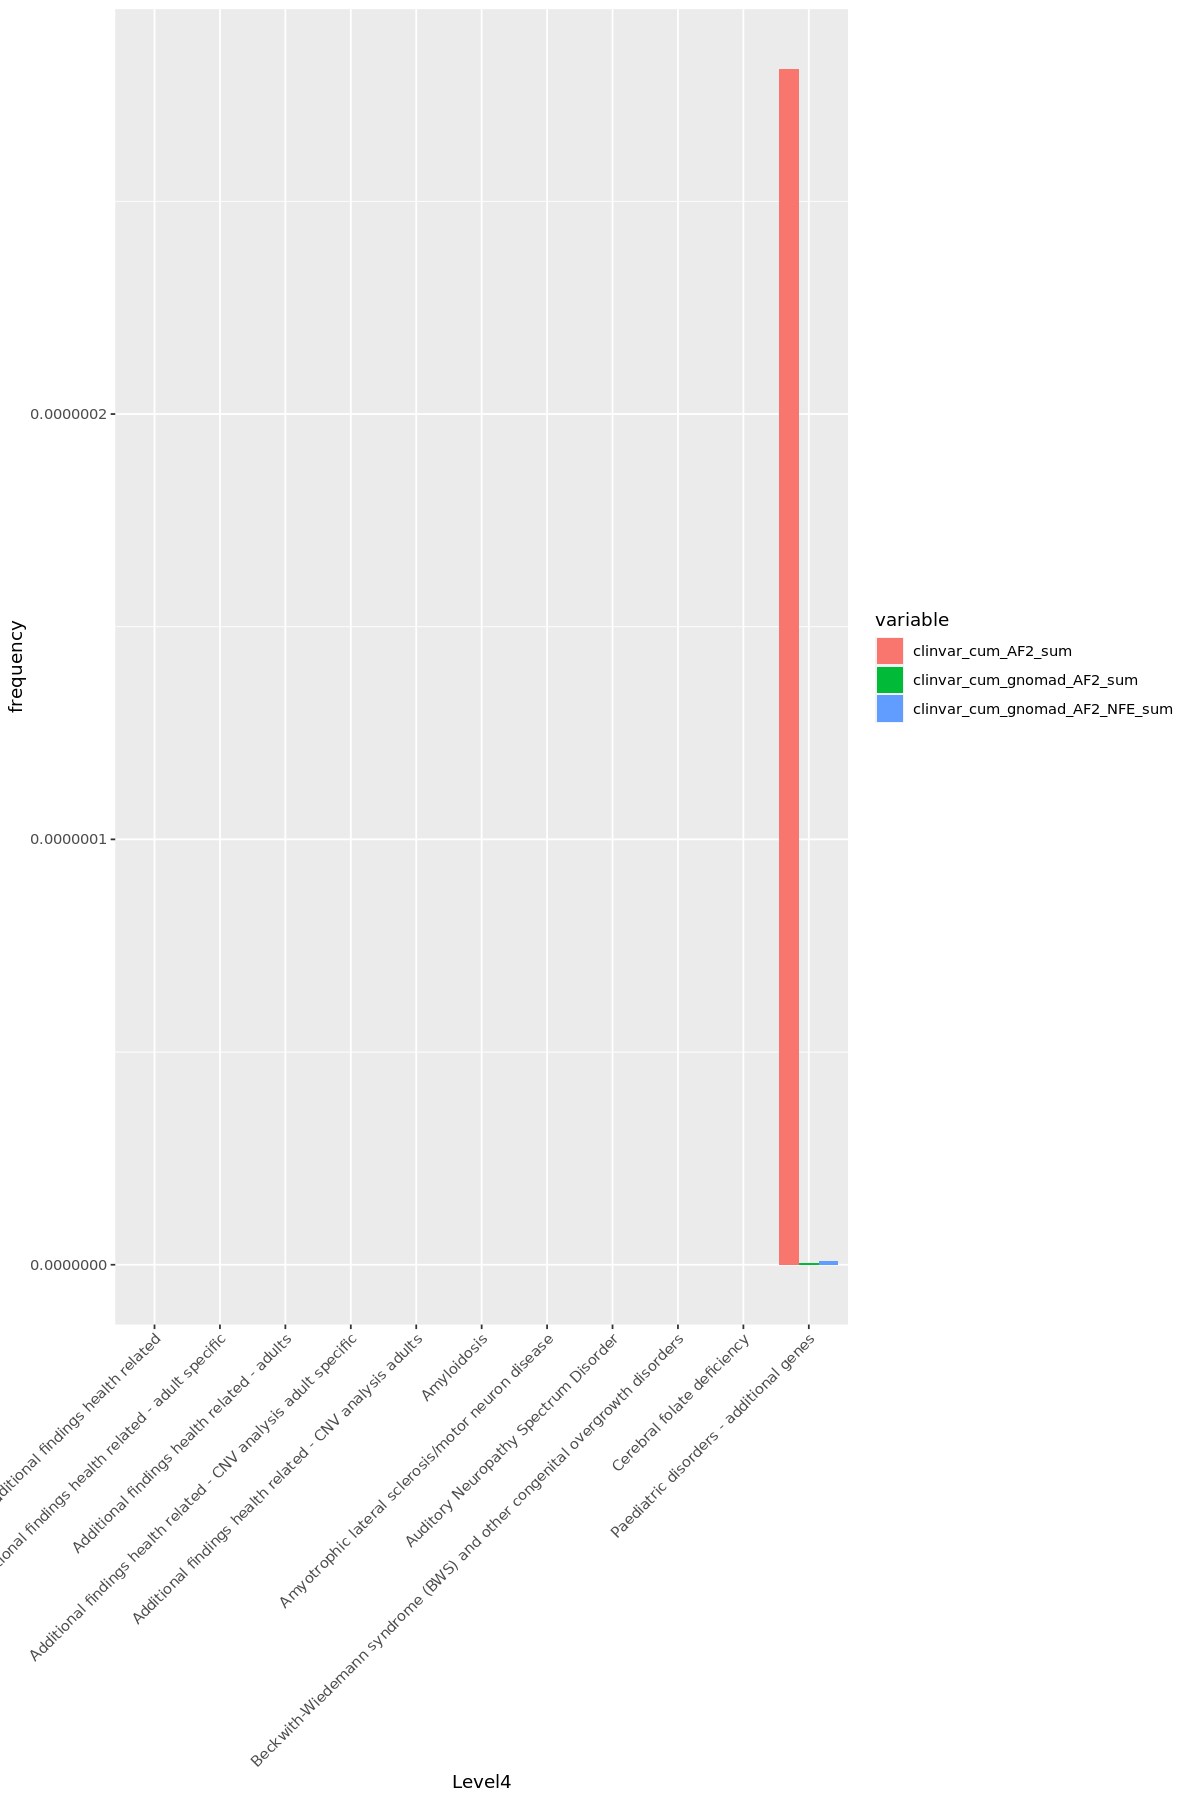 frequency
0.0000002
0.0000001
0.0000000
variable
clinvar_cum_AF2_sum
clinvar_cum_gnomad_AF2_sum
clinvar_cum_gnomad_AF2_NFE_sum
findings health related
findings health related - adult specific
Additional findings health related - adults
Additional findings health related - CNV analysis adult specific
Additional findings health related - CNV analysis adults
Amyloidosis
Amyotrophic lateral sclerosis/motor neuron disease
Auditory Neuropathy Spectrum Disorder
Beckwith-Wiedemann syndrome (BWS) and other congenital overgrowth disorders
Cerebral folate deficiency
Paediatric disorders - additional genes
Level4